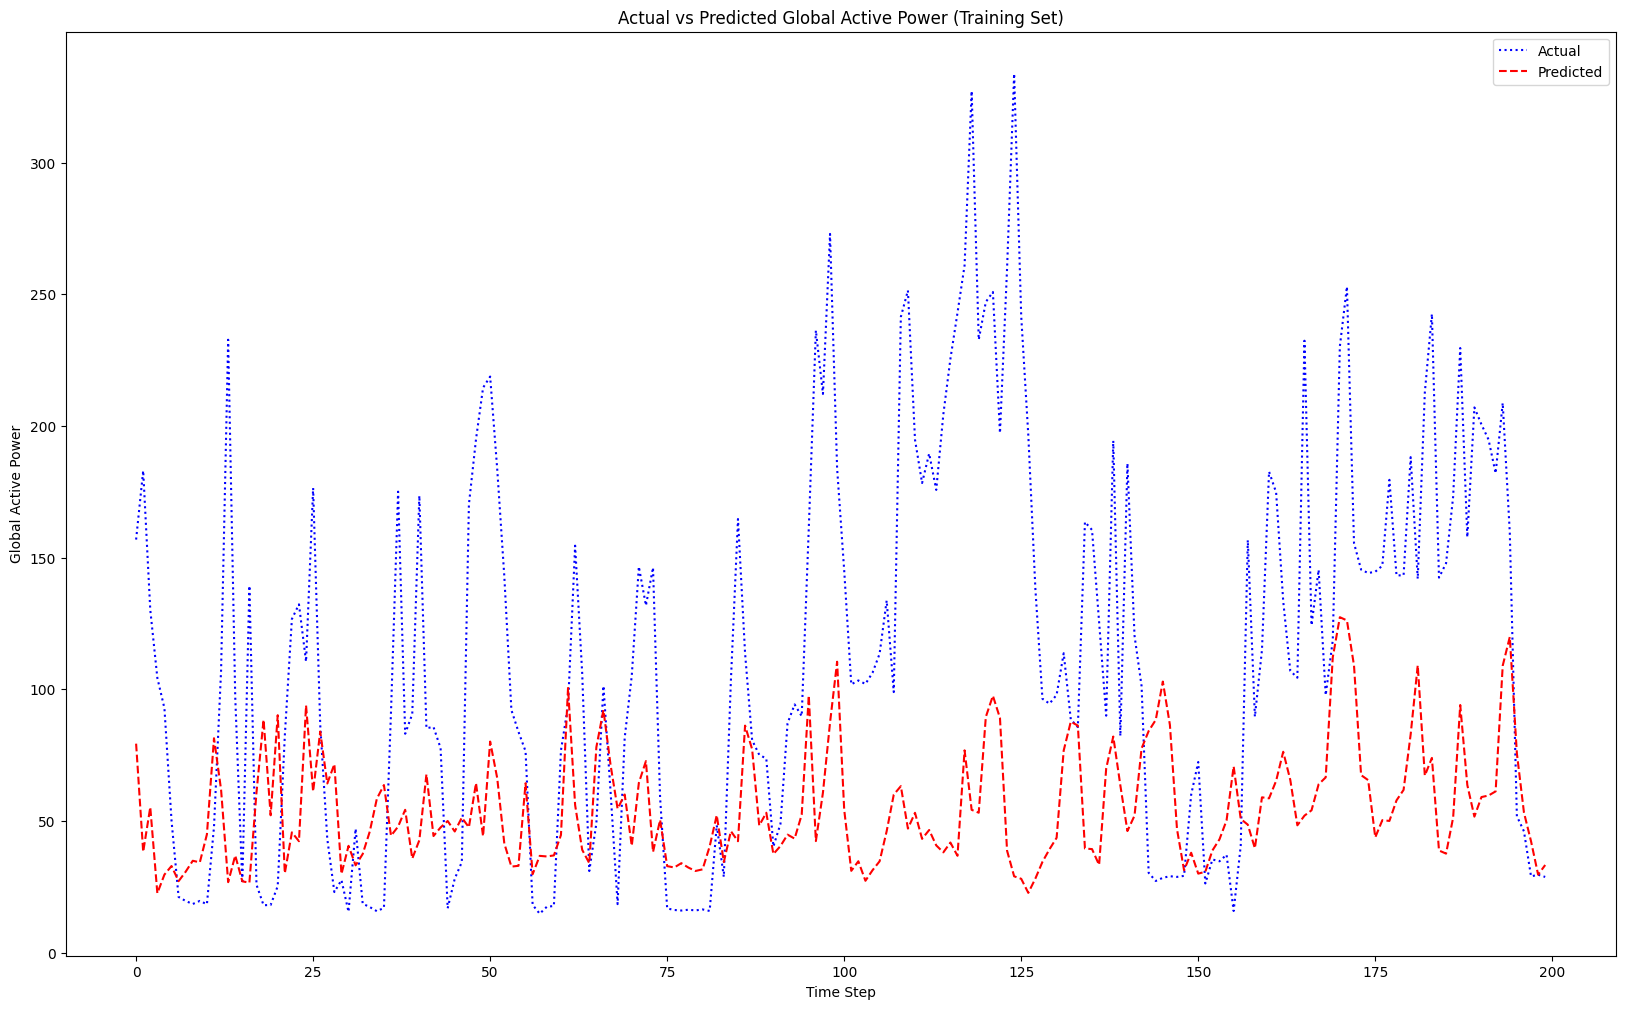 Actual vs Predicted Global Active Power (Training Set)
Actual
Predicted
Global Active Power
300
250
200
150
100
50
0
0 25 50 75 100 125 150 175 200
Time Step